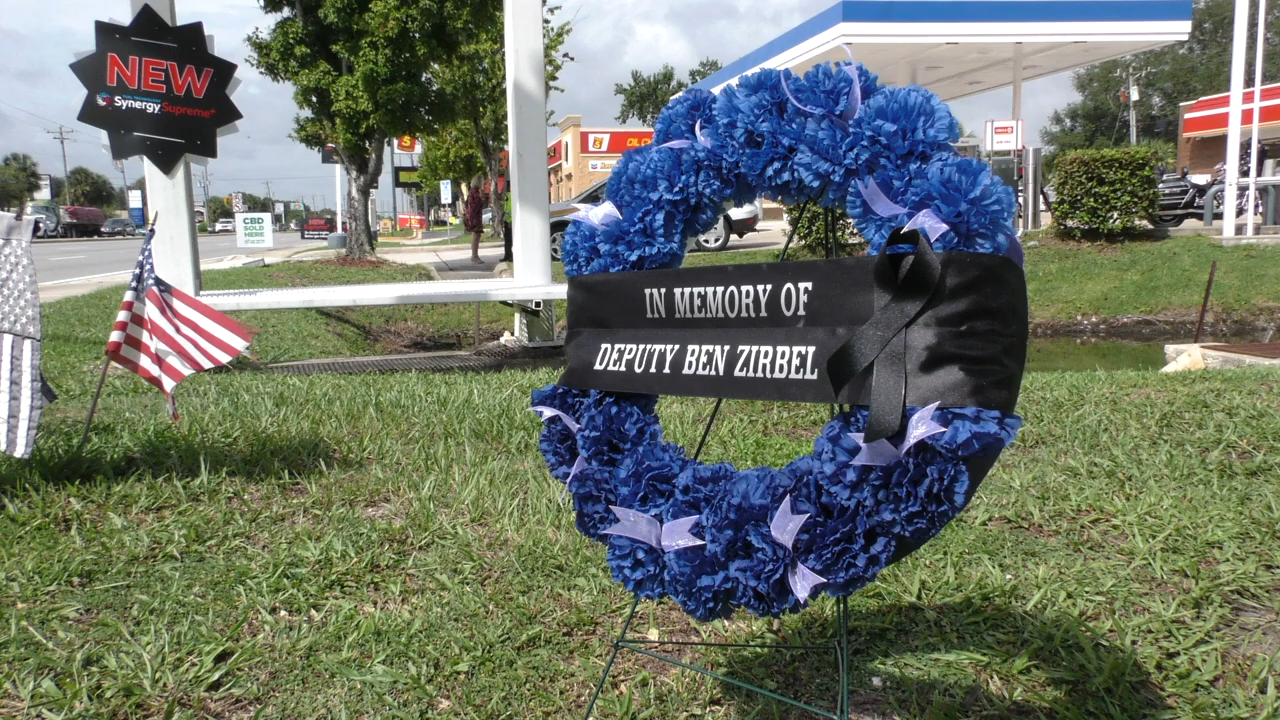 NEW
Synergy Supreme+
CBD
SOLD
HERE
IN MEMORY OF
DEPUTY BEN ZIRBEL